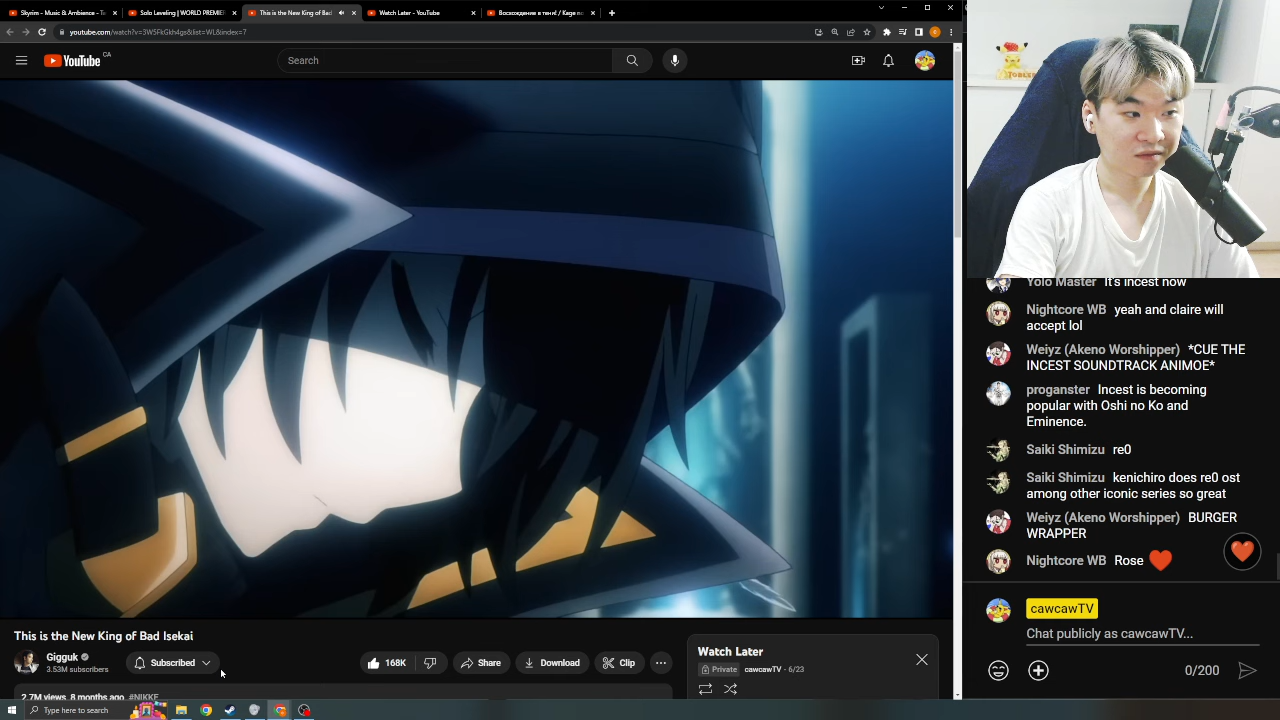 Skyrim - Music & Ambience - Tw
Solo Leveling | WORLD PREMIE
This is the New King of Bad I
Watch Later - YouTube
Восхождение в тени! / Kage
youtube.com/watch?v=3W5FkGkh4gs&list=WL&index=7
YouTube CA
Search
This is the New King of Bad Isekai
Gigguk
3.53M subscribers
Subscribed
168K
Share
Download
Clip
2.7M views, 8 months ago #NIKKE
Watch Later
Private
cawcawTV · 6/23
Yolo Master It's incest now
Nightcore WB yeah and claire will
accept lol
Weiyz (Akeno Worshipper) *CUE THE
INCEST SOUNDTRACK ANIMOE*
proganster Incest is becoming
popular with Oshi no Ko and
Eminence.
Saiki Shimizu re0
Saiki Shimizu kenichiro does re0 ost
among other iconic series so great
Weiyz (Akeno Worshipper) BURGER
WRAPPER
Nightcore WB Rose ❤️
cawcawTV
Chat publicly as cawcawTV...
0/200
Type here to search